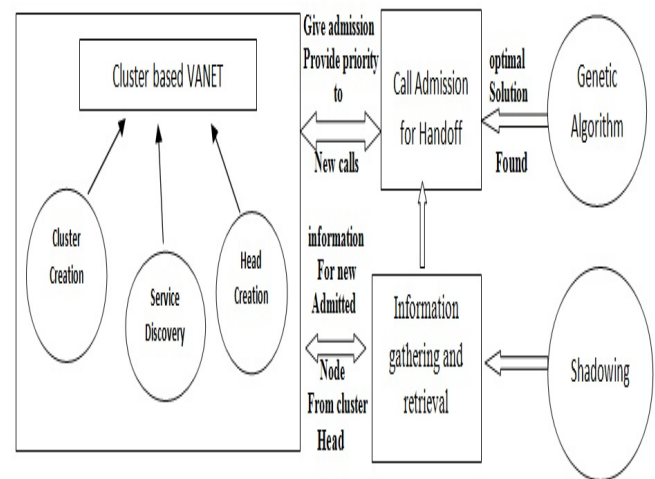 Cluster based VANET
Cluster
Creation
Service
Discovery
Head
Creation
Give admission
Provide priority
to
New calls
Call Admission
for Handoff
optimal
Solution
Found
Genetic
Algorithm
information
For new
Admitted
Node
From cluster
Head
Information
gathering and
retrieval
Shadowing